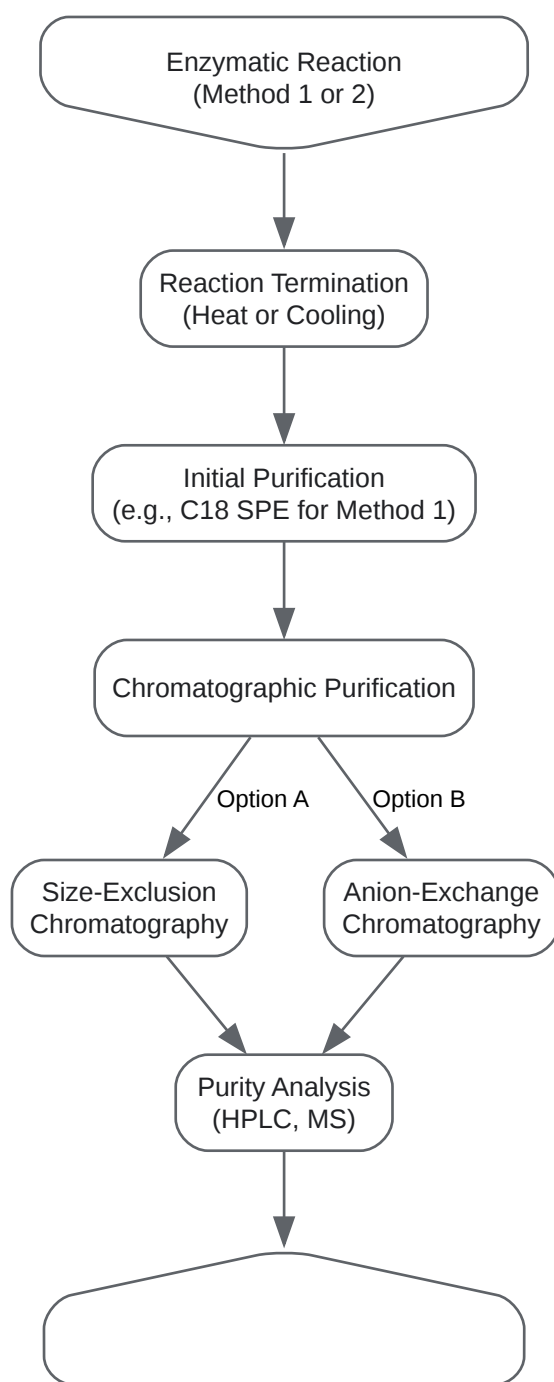 Enzymatic Reaction
(Method 1 or 2)
Reaction Termination
(Heat or Cooling)
Initial Purification
(e.g., C18 SPE for Method 1)
Chromatographic Purification
Option A
Option B
Size-Exclusion
Chromatography
Anion-Exchange
Chromatography
Purity Analysis
(HPLC, MS)